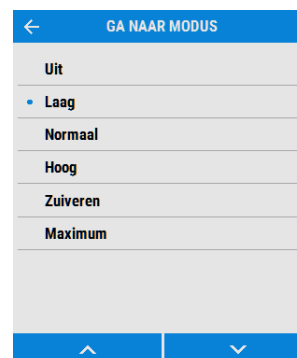 GA NAAR MODUS
Uit
Laag
Normaal
Hoog
Zuiveren
Maximum